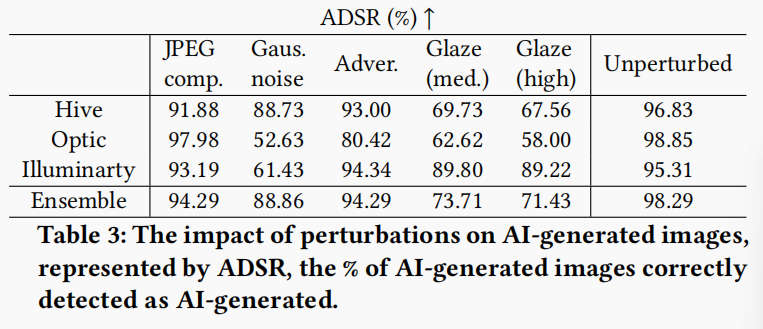 ADSR (%) ↑
JPEG comp. Gaus. noise Adver. Glaze (med.) Glaze (high) Unperturbed
Hive 91.88 88.73 93.00 69.73 67.56 96.83
Optic 97.98 52.63 80.42 62.62 58.00 98.85
Illuminarty 93.19 61.43 94.34 89.80 89.22 95.31
Ensemble 94.29 88.86 94.29 73.71 71.43 98.29
Table 3: The impact of perturbations on AI-generated images,
represented by ADSR, the % of AI-generated images correctly
detected as AI-generated.